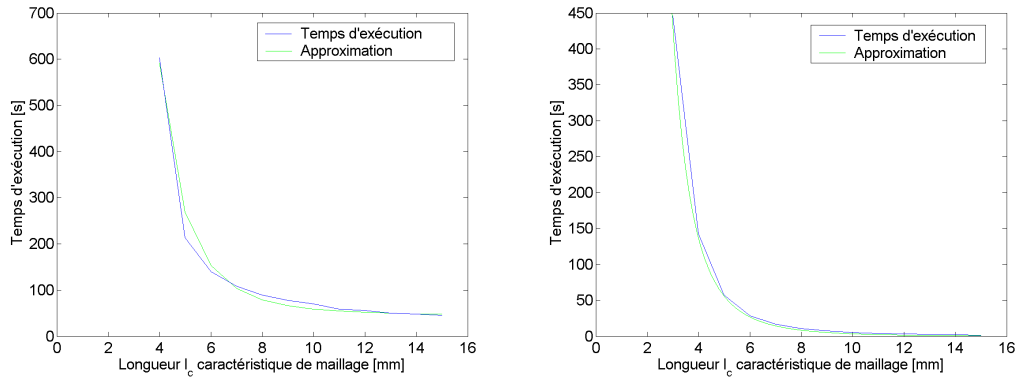 700
600
500
400
300
200
100
0
Temps d'exécution [s]
Temps d'exécution
Approximation
0 2 4 6 8 10 12 14 16
Longueur lc caractéristique de maillage [mm]
450
400
350
300
250
200
150
100
50
0
Temps d'exécution [s]
Temps d'exécution
Approximation
0 2 4 6 8 10 12 14 16
Longueur lc caractéristique de maillage [mm]